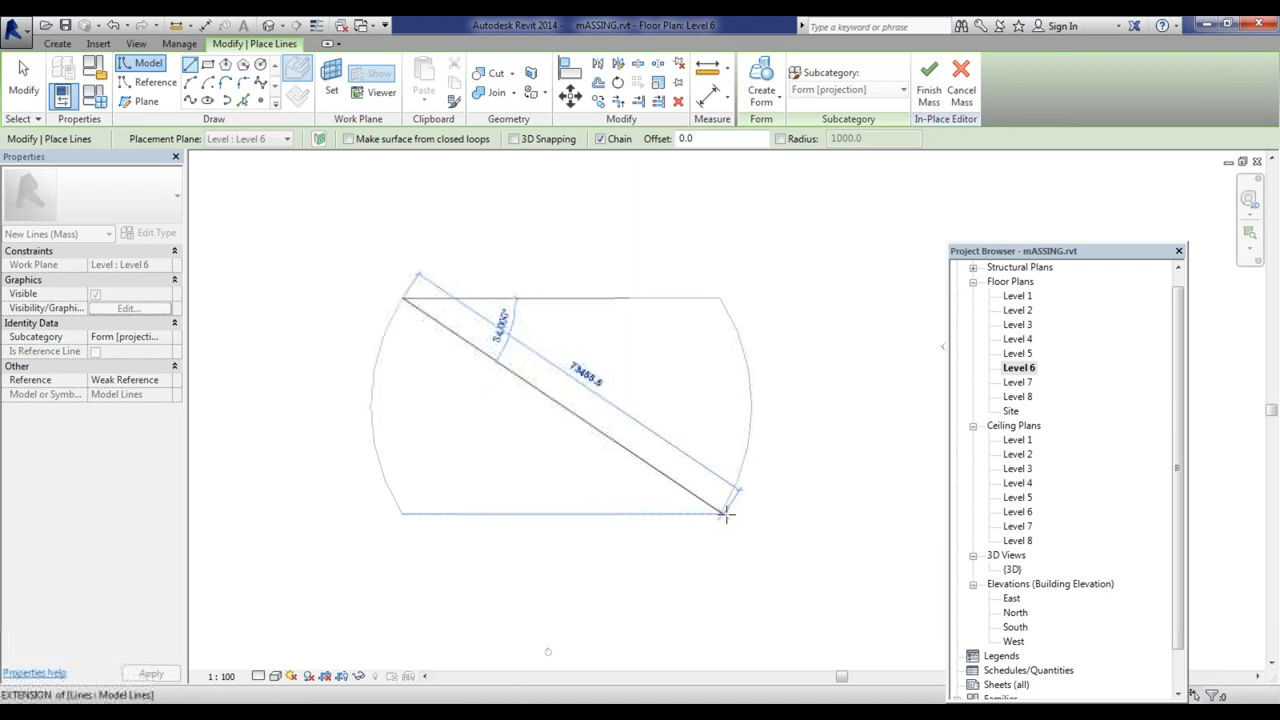 Autodesk Revit 2014 - mASSING.rvt - Floor Plan: Level 6
Type a keyword or phrase
Sign In
Create Insert View Manage Modify | Place Lines
Modify
Model
Reference
Plane
Set
Show
Viewer
Paste
Cut
Join
Create
Form
Subcategory:
Form [projection]
Finish
Mass
Cancel
Mass
Select Properties Draw Work Plane Clipboard Geometry Modify Measure Form Subcategory In-Place Editor
Modify | Place Lines Placement Plane: Level : Level 6 Make surface from closed loops 3D Snapping Chain Offset: 0.0 Radius: 1000.0
Properties
New Lines (Mass) Edit Type
Constraints
Work Plane Level : Level 6
Graphics
Visible
Visibility/Graphi... Edit...
Identity Data
Subcategory Form [projecti...
Is Reference Line
Other
Reference Weak Reference
Model or Symb... Model Lines
Properties help Apply
34.000°
1 : 100
EXTENSION of [Lines : Model Lines]
Project Browser - mASSING.rvt
Structural Plans
Floor Plans
Level 1
Level 2
Level 3
Level 4
Level 5
Level 6
Level 7
Level 8
Site
Ceiling Plans
Level 1
Level 2
Level 3
Level 4
Level 5
Level 6
Level 7
Level 8
3D Views
{3D}
Elevations (Building Elevation)
East
North
South
West
Legends
Schedules/Quantities
Sheets (all)
Families
:0